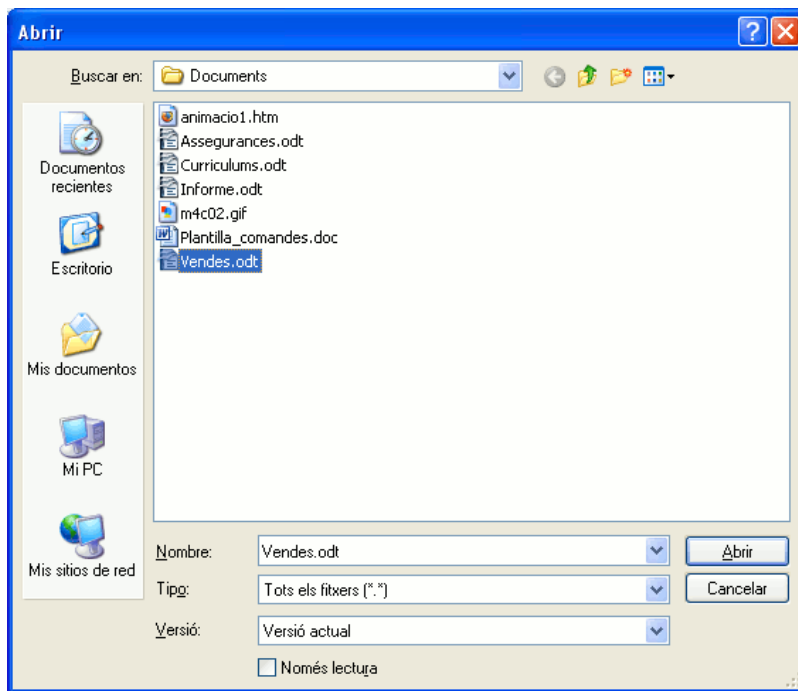 Abrir
Buscar en: Documents
Documentos
recientes
Escritorio
Mis documentos
Mi PC
Mis sitios de red
animacio1.htm
Assegurances.odt
Curriculums.odt
Informe.odt
m4c02.gif
Plantilla_comandes.doc
Vendes.odt
Nombre: Vendes.odt Abrir
Tipo: Tots els fitxers (*.*) Cancelar
Versió: Versió actual
Només lectura